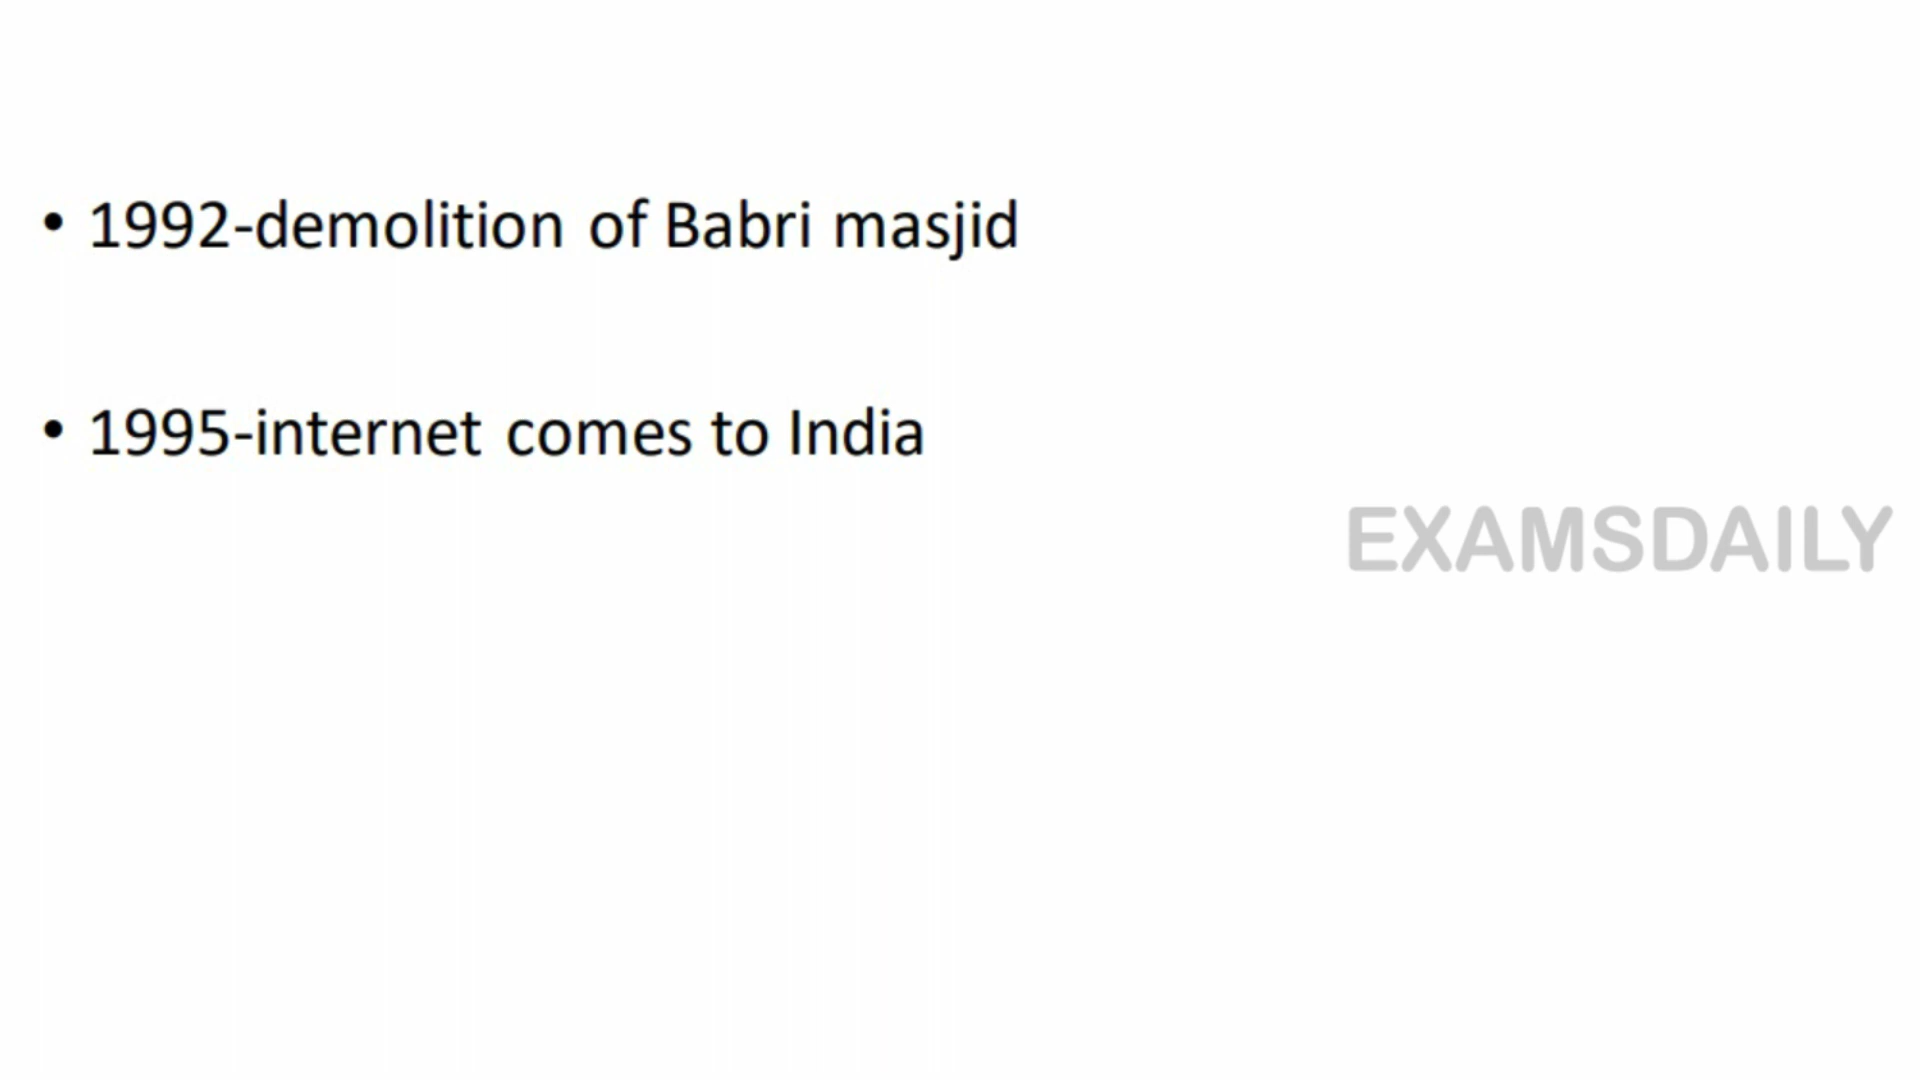 • 1992-demolition of Babri masjid
• 1995-internet comes to India
EXAMSDAILY